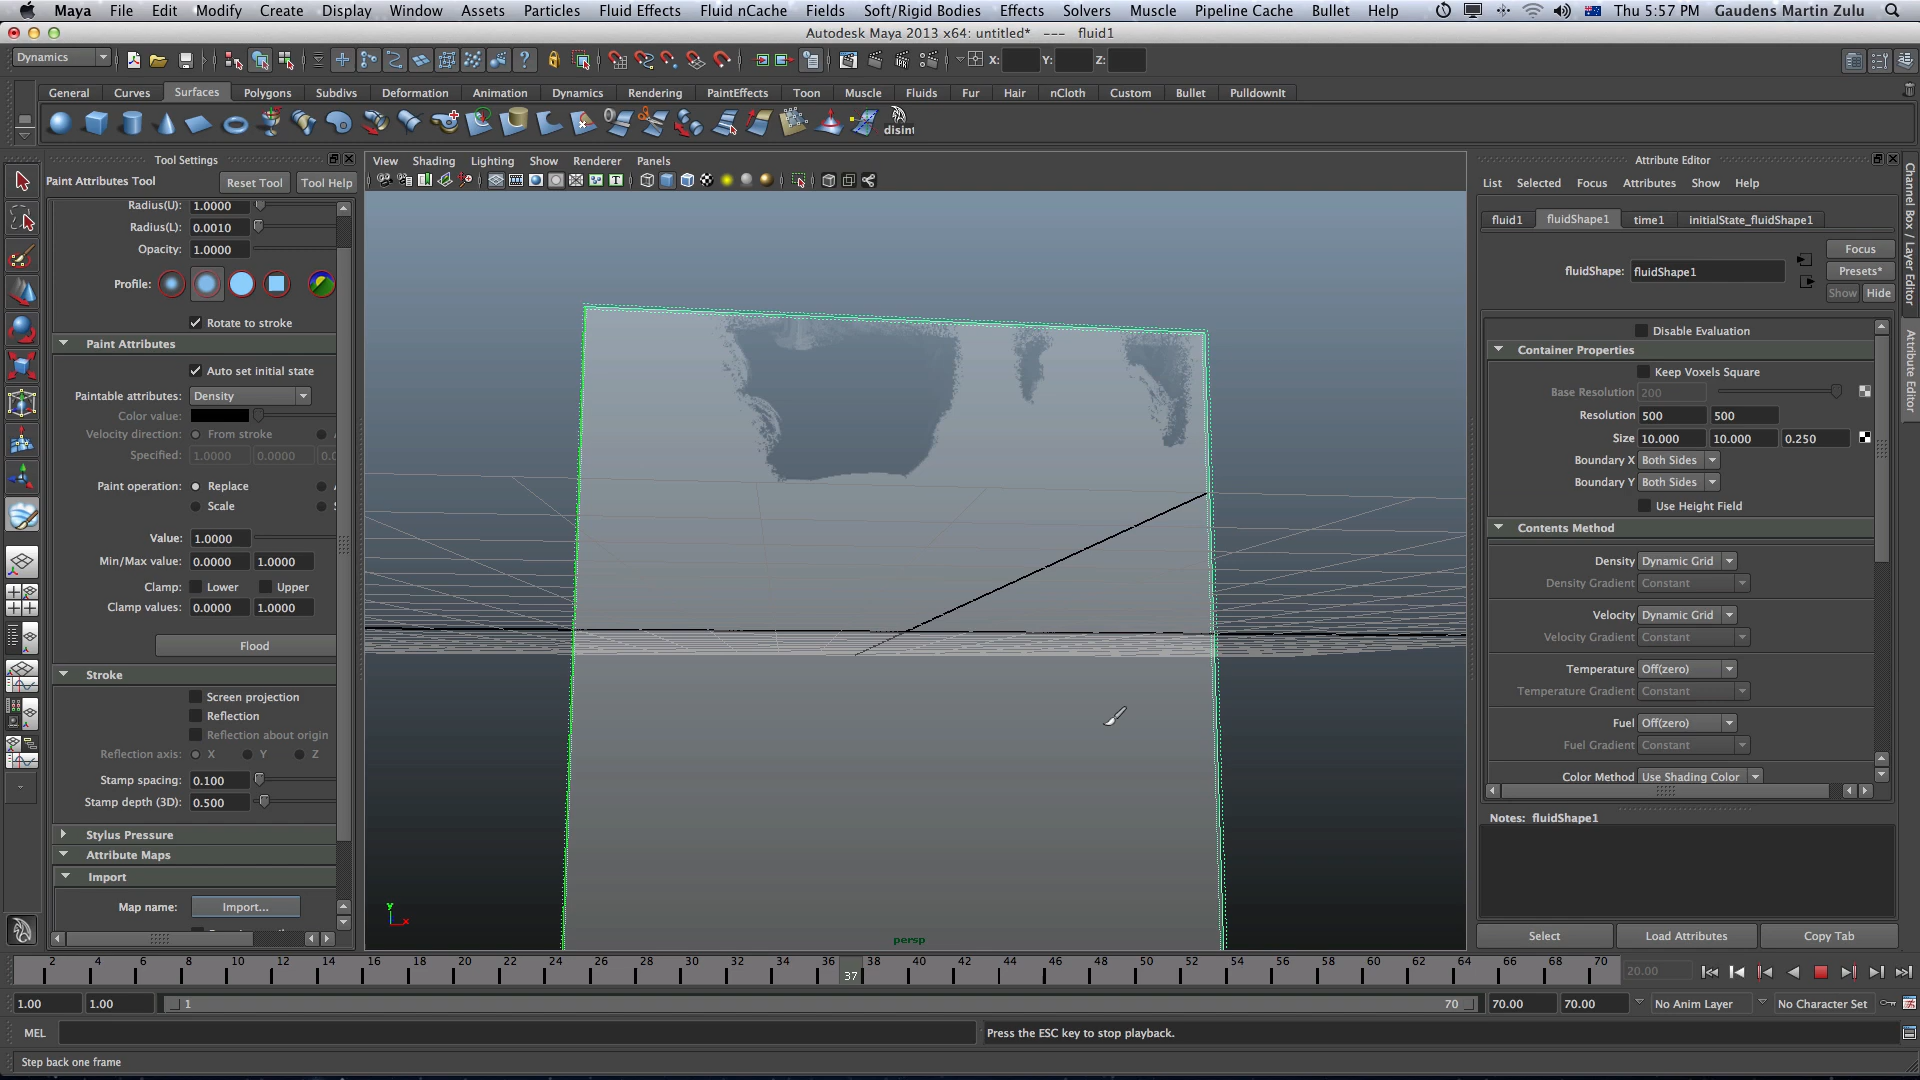 Maya File Edit Modify Create Display Window Assets Particles Fluid Effects Fluid nCache Fields Soft/Rigid Bodies Effects Solvers Muscle Pipeline Cache Bullet Help Thu 5:57 PM Gaudens Martin Zulu
Autodesk Maya 2013 x64: untitled* --- fluid1
Dynamics X: Y: Z:
General Curves Surfaces Polygons Subdivs Deformation Animation Dynamics Rendering PaintEffects Toon Muscle Fluids Fur Hair nCloth Custom Bullet PulldownIt
disint
Tool Settings
Paint Attributes Tool Reset Tool Tool Help
Radius(U): 1.0000
Radius(L): 0.0010
Opacity: 1.0000
Profile:
Rotate to stroke
Paint Attributes
Auto set initial state
Paintable attributes: Density
Color value:
Velocity direction: From stroke
Specified: 1.0000 0.0000 0.0
Paint operation: Replace
Scale
Value: 1.0000
Min/Max value: 0.0000 1.0000
Clamp: Lower Upper
Clamp values: 0.0000 1.0000
Flood
Stroke
Screen projection
Reflection
Reflection about origin
Reflection axis: X Y Z
Stamp spacing: 0.100
Stamp depth (3D): 0.500
Stylus Pressure
Attribute Maps
Import
Map name: Import...
View Shading Lighting Show Renderer Panels
y
x
persp
Attribute Editor
List Selected Focus Attributes Show Help
fluid1 fluidShape1 time1 initialState_fluidShape1
Focus
fluidShape: fluidShape1 Presets*
Show Hide
Disable Evaluation
Container Properties
Keep Voxels Square
Base Resolution 200
Resolution 500 500
Size 10.000 10.000 0.250
Boundary X Both Sides
Boundary Y Both Sides
Use Height Field
Contents Method
Density Dynamic Grid
Density Gradient Constant
Velocity Dynamic Grid
Velocity Gradient Constant
Temperature Off(zero)
Temperature Gradient Constant
Fuel Off(zero)
Fuel Gradient Constant
Color Method Use Shading Color
Notes: fluidShape1
Select Load Attributes Copy Tab
Channel Box / Layer Editor
Attribute Editor
2 4 6 8 10 12 14 16 18 20 22 24 26 28 30 32 34 36 37 38 40 42 44 46 48 50 52 54 56 58 60 62 64 66 68 70 20.00
1.00 1.00 1 70 70.00 70.00 No Anim Layer No Character Set
MEL Press the ESC key to stop playback.
Step back one frame